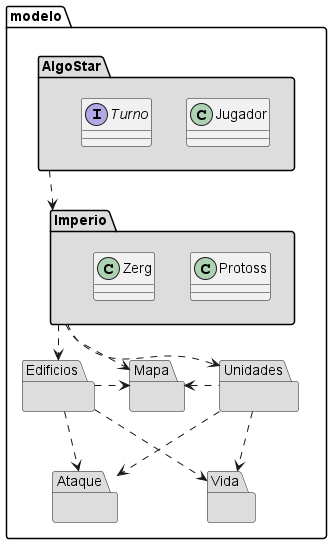 modelo
AlgoStar
I Turno
C Jugador
Imperio
C Zerg
C Protoss
Edificios
Mapa
Unidades
Ataque
Vida